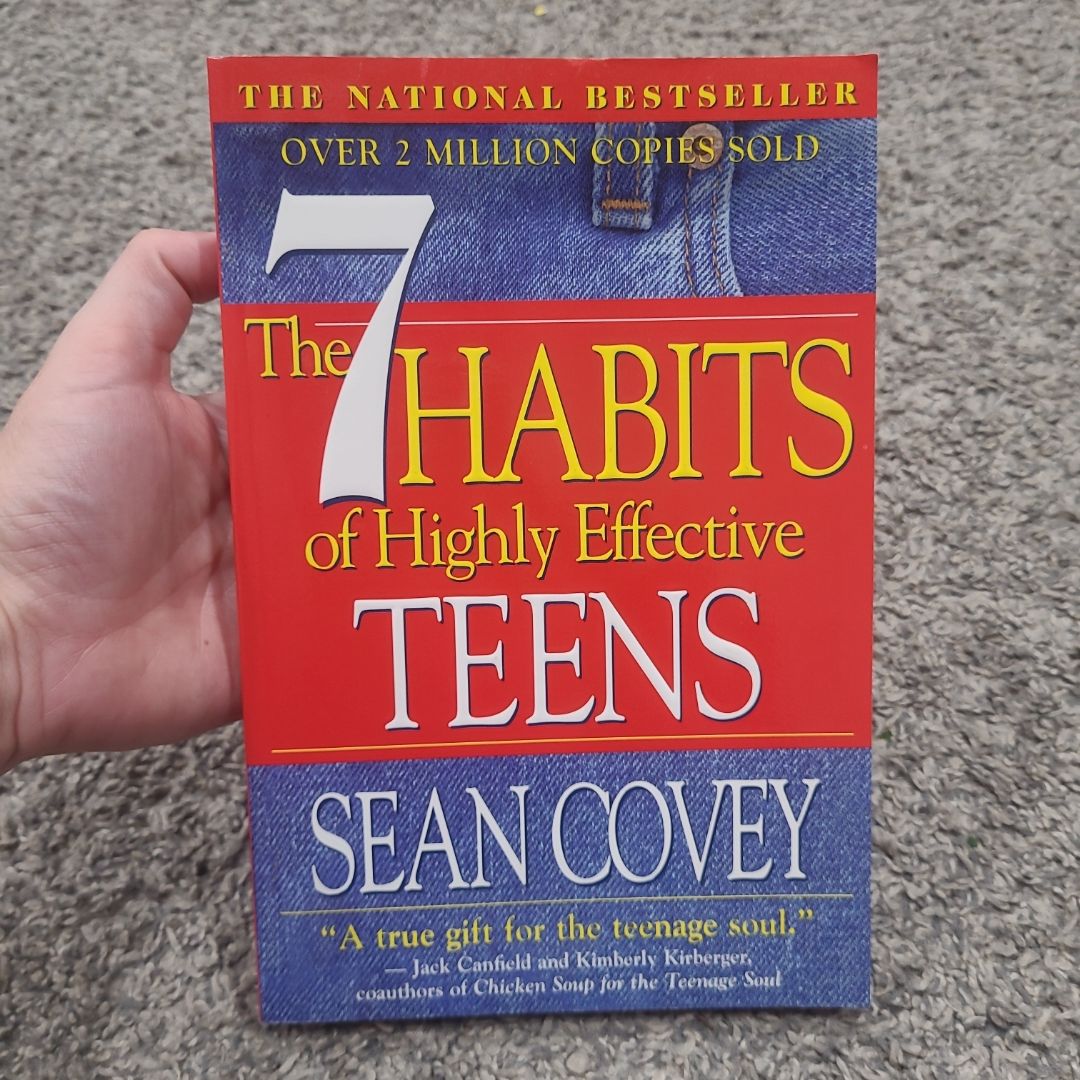 THE NATIONAL BESTSELLER
OVER 2 MILLION COPIES SOLD
The 7 HABITS
of Highly Effective
TEENS
SEAN COVEY
“A true gift for the teenage soul.”
— Jack Canfield and Kimberly Kirberger,
coauthors of Chicken Soup for the Teenage Soul